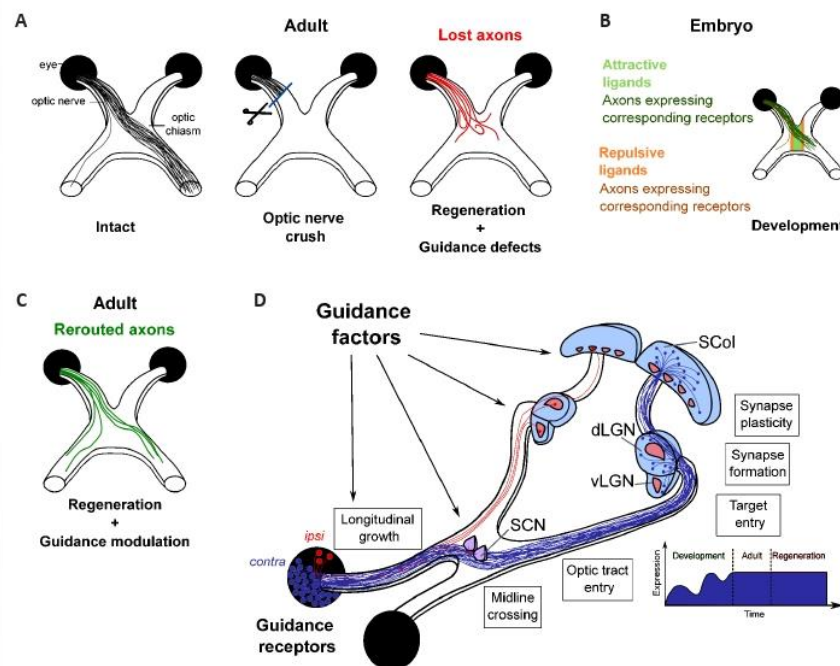 A
Adult
eye
optic nerve
optic
chiasm
Intact
Optic nerve
crush
Lost axons
Regeneration
+
Guidance defects
B
Embryo
Attractive
ligands
Axons expressing
corresponding receptors
Repulsive
ligands
Axons expressing
corresponding receptors
Development
C
Adult
Rerouted axons
Regeneration
+
Guidance modulation
D
Guidance
factors
SCol
dLGN
vLGN
SCN
Synapse
plasticity
Synapse
formation
Target
entry
Longitudinal
growth
ipsi
contra
Guidance
receptors
Midline
crossing
Optic tract
entry
Expression
Development
Adult
Regeneration
Time